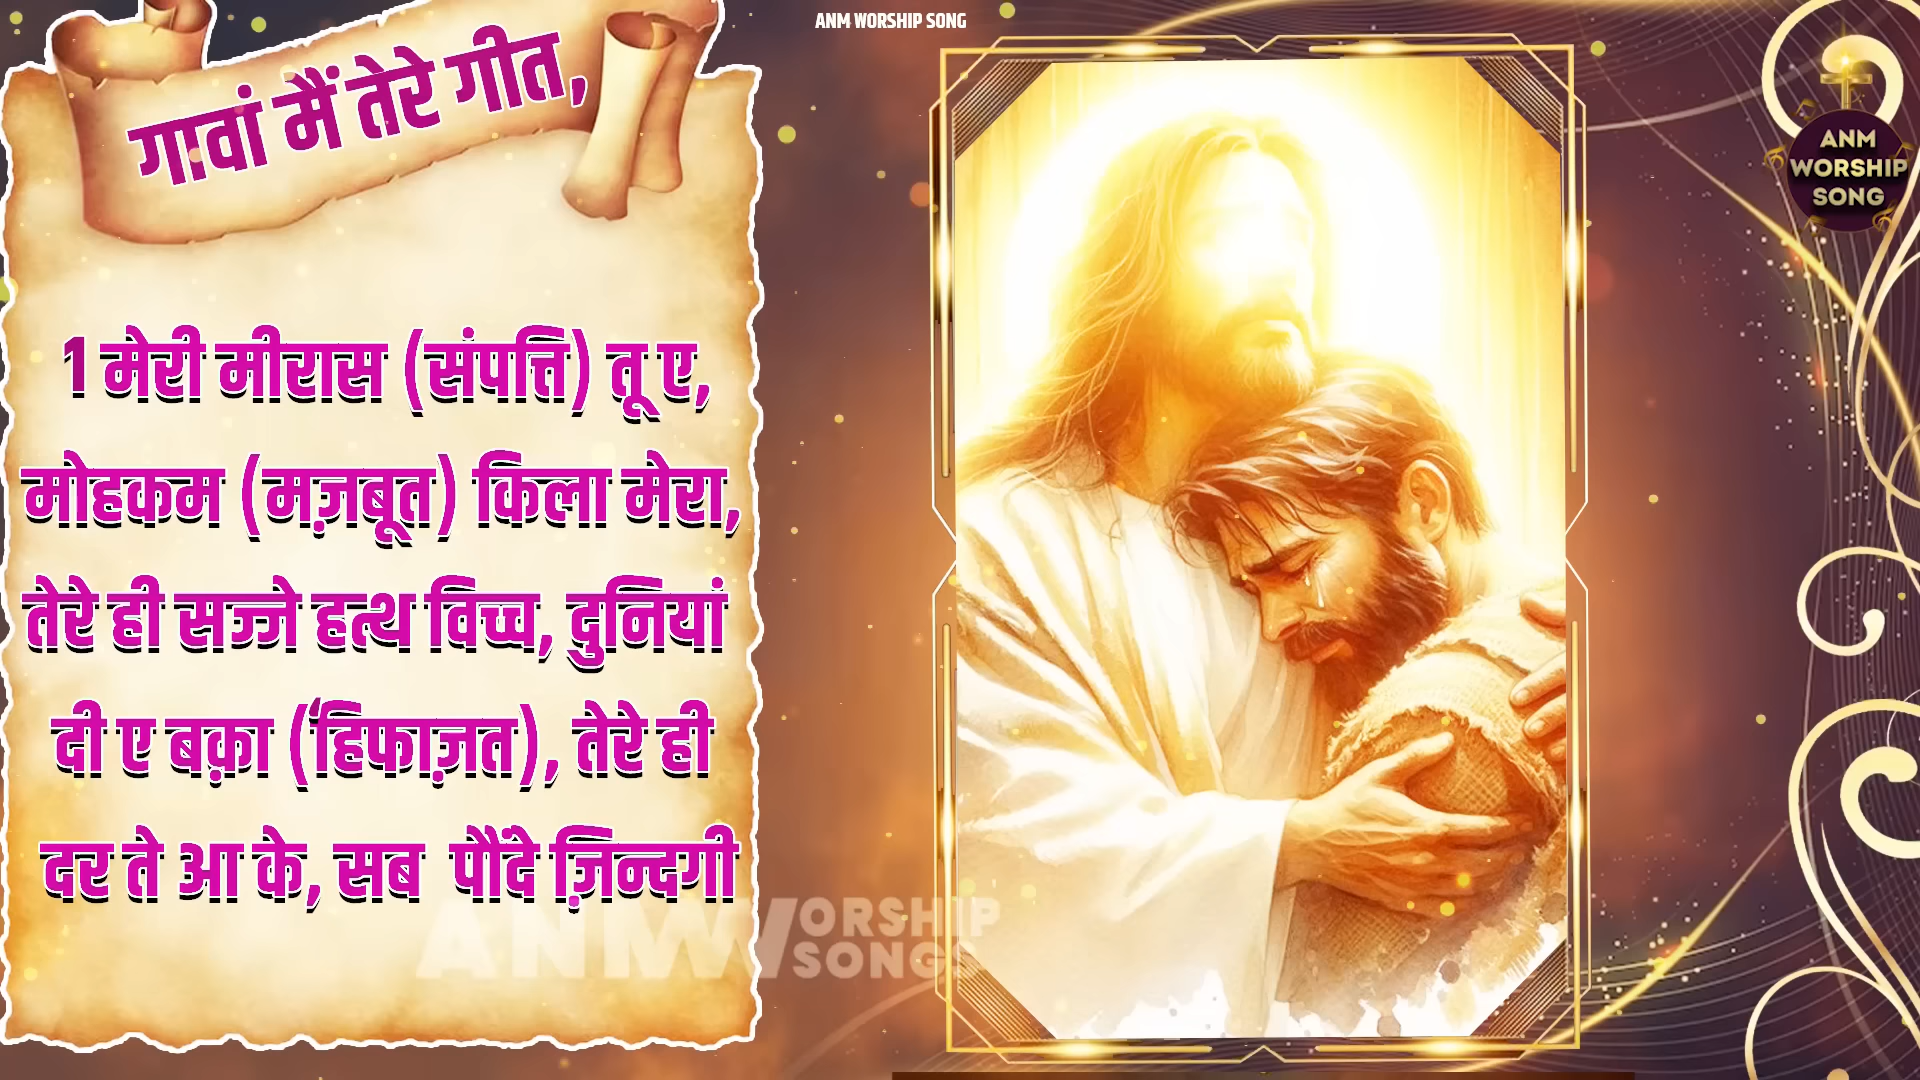 ANM WORSHIP SONG
गावां मैं तेरे गीत,
1 मेरी मीरास (संपत्ति) तू ए,
मोहकम (मज़बूत) किला मेरा,
तेरे ही सज्जे हत्थ विच्च, दुनियां
दी ए बक़ा (हिफाज़त), तेरे ही
दर ते आ के, सब पौंदे ज़िन्दगी
ANM
WORSHIP
SONG
ANM WORSHIP SONGS